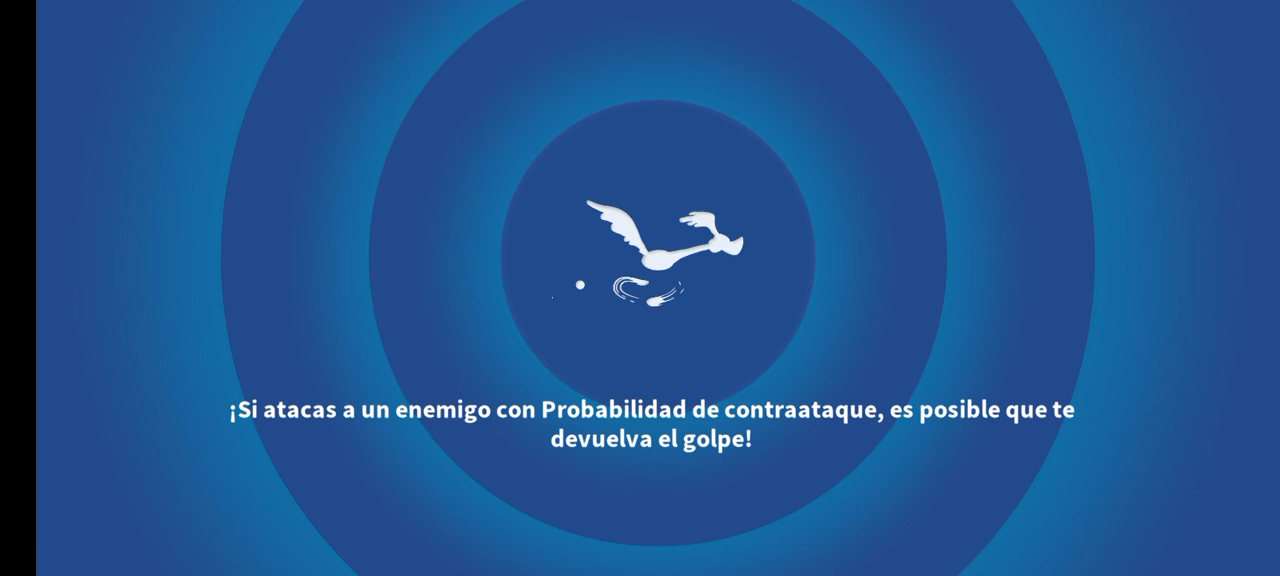 ¡Si atacas a un enemigo con Probabilidad de contraataque, es posible que te
devuelva el golpe!